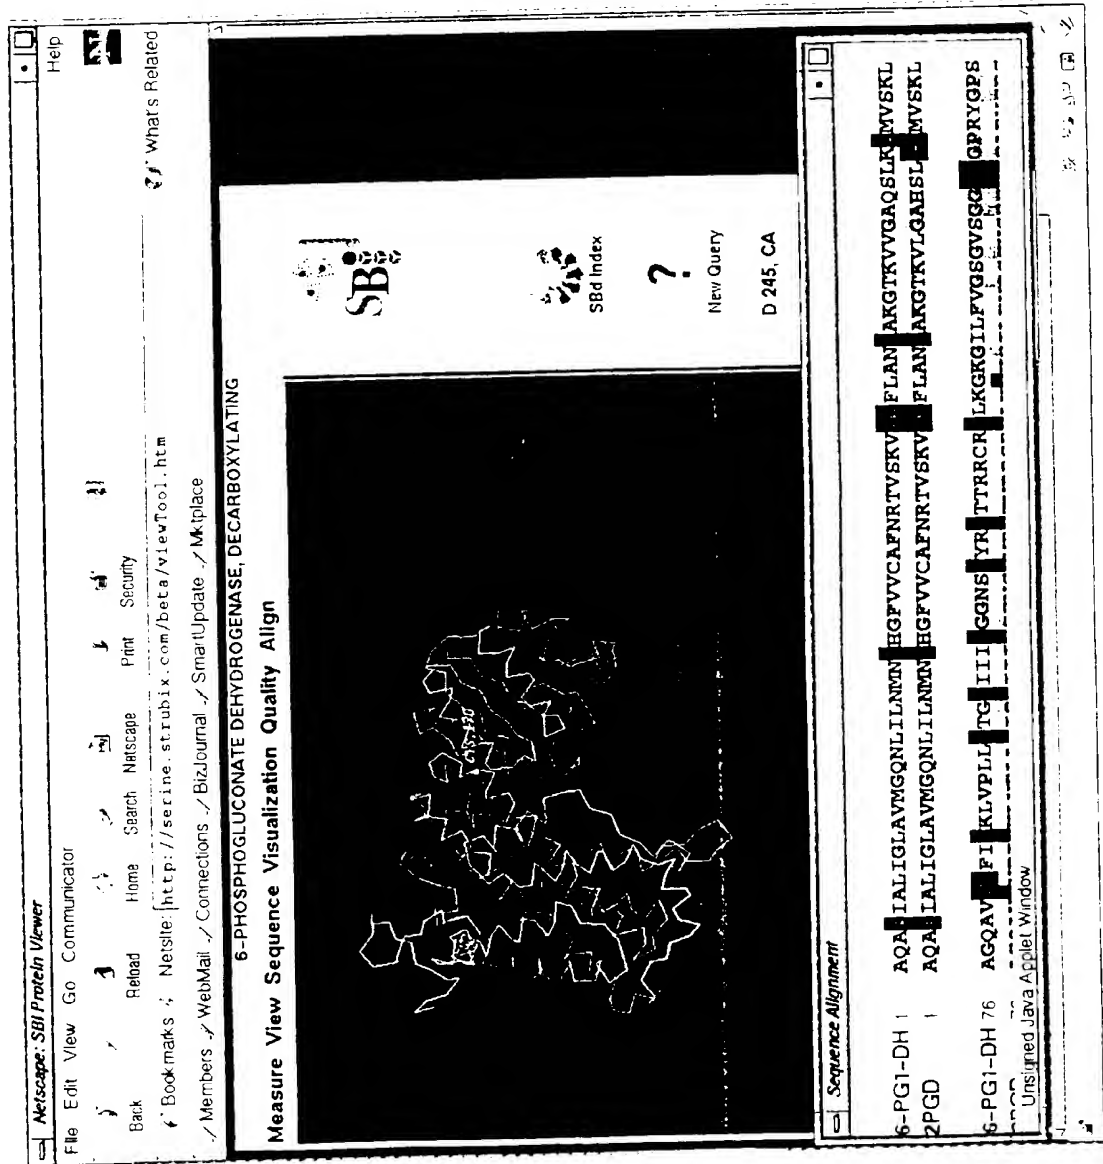 Netscape: SBI Protein Viewer
File Edit View Go Communicator Help
Back Reload Home Search Netscape Print Security
Bookmarks Netsite: http://serine.strubix.com/beta/viewTool.htm What's Related
Members WebMail Connections BizJournal SmartUpdate Mktplace
6-PHOSPHOGLUCONATE DEHYDROGENASE, DECARBOXYLATING
Measure View Sequence Visualization Quality Align
SB
SBd Index
?
New Query
D 245, CA
Sequence Alignment
6-PG1-DH 1 AQA IALIGLAVMGQNLILNMN HGFVVCAFNRTVSKV FLAN AKGTKVVGAQSLK MVSKL
2PGD 1 AQA IALIGLAVMGQNLILNMN HGFVVCAFNRTVSKV FLAN AKGTKVLGAHSL MVSKL
6-PG1-DH 76 AGQAV FI KLVPLL TG III GGNS YR TTRRCR LKGKGILFVGSGVSGG GPRYGPS
Unsigned Java Applet Window